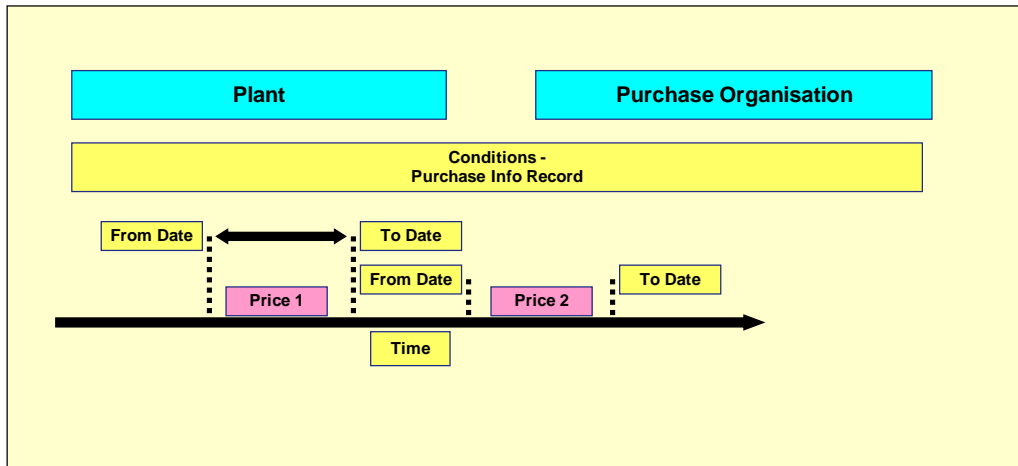 Plant
Purchase Organisation
Conditions -
Purchase Info Record
From Date
To Date
From Date
To Date
Price 1
Price 2
Time